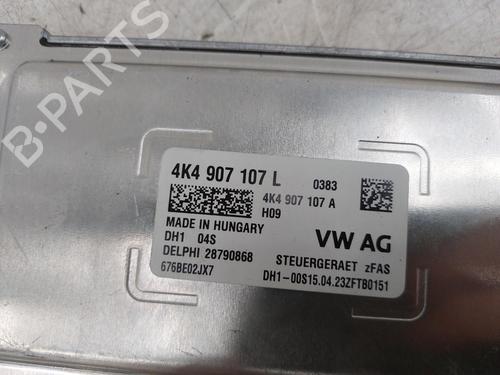 B-PARTS
4K4 907 107 L 0383
4K4 907 107 A
H09
MADE IN HUNGARY
DH1 04S
VW AG
DELPHI 28790868
STEUERGERAET zFAS
676BE02JX7
DH1-00S15.04.23ZFTB0151